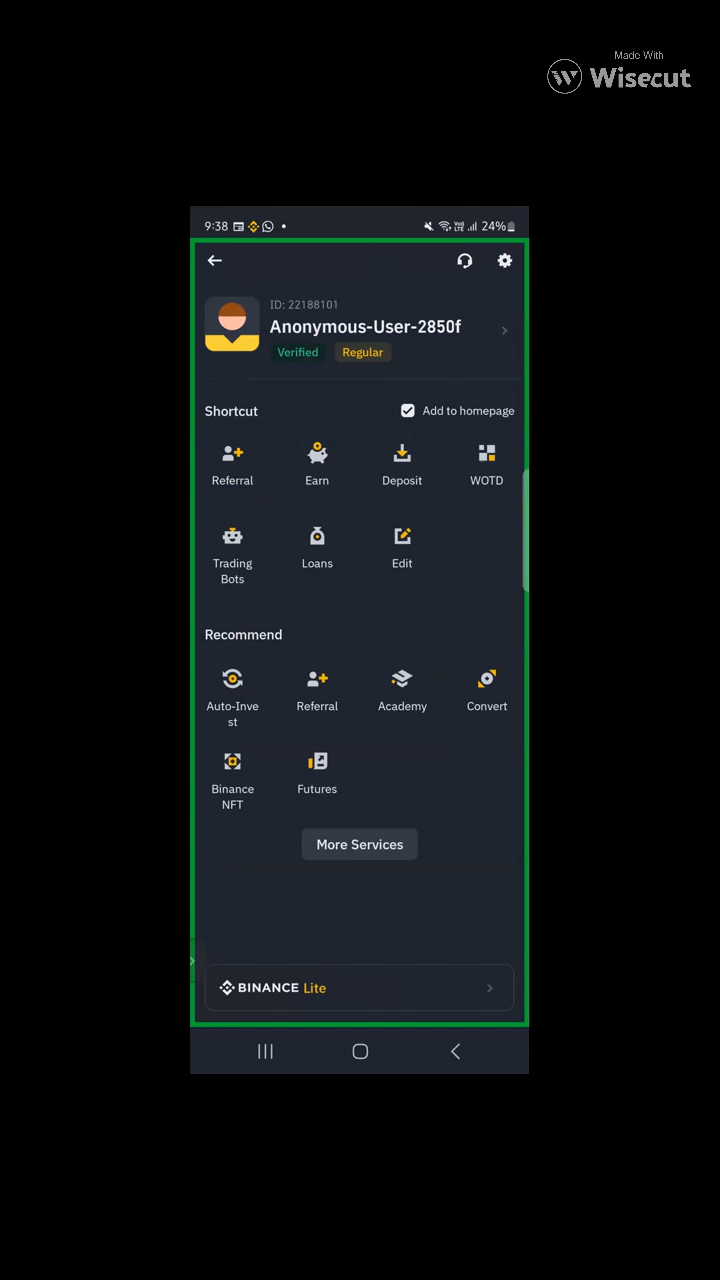 Made With
Wisecut
9:38 24%
ID: 22188101
Anonymous-User-2850f
Verified Regular
Shortcut Add to homepage
Referral Earn Deposit WOTD
Trading Loans Edit
Bots
Recommend
Auto-Inve Referral Academy Convert
st
Binance Futures
NFT
More Services
BINANCE Lite